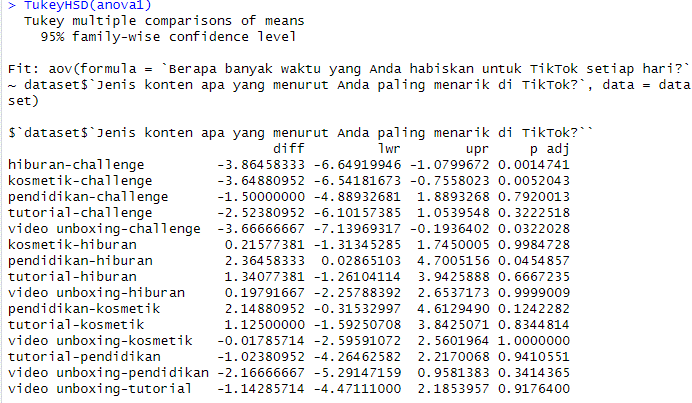 > TukeyHSD(anova1)
  Tukey multiple comparisons of means
    95% family-wise confidence level

Fit: aov(formula = `Berapa banyak waktu yang Anda habiskan untuk TikTok setiap hari?`
~ dataset$`Jenis konten apa yang menurut Anda paling menarik di TikTok?`, data = data
set)

$`dataset$`Jenis konten apa yang menurut Anda paling menarik di TikTok?``
                                  diff         lwr        upr     p adj
hiburan-challenge          -3.86458333 -6.64919946 -1.0799672 0.0014741
kosmetik-challenge         -3.64880952 -6.54181673 -0.7558023 0.0052043
pendidikan-challenge       -1.50000000 -4.88932681  1.8893268 0.7920013
tutorial-challenge         -2.52380952 -6.10157385  1.0539548 0.3222518
video unboxing-challenge   -3.66666667 -7.13969317 -0.1936402 0.0322028
kosmetik-hiburan            0.21577381 -1.31345285  1.7450005 0.9984728
pendidikan-hiburan          2.36458333  0.02865103  4.7005156 0.0454857
tutorial-hiburan            1.34077381 -1.26104114  3.9425888 0.6667235
video unboxing-hiburan      0.19791667 -2.25788392  2.6537173 0.9999009
pendidikan-kosmetik         2.14880952 -0.31532997  4.6129490 0.1242282
tutorial-kosmetik           1.12500000 -1.59250708  3.8425071 0.8344814
video unboxing-kosmetik    -0.01785714 -2.59591072  2.5601964 1.0000000
tutorial-pendidikan        -1.02380952 -4.26462582  2.2170068 0.9410551
video unboxing-pendidikan  -2.16666667 -5.29147159  0.9581383 0.3414365
video unboxing-tutorial    -1.14285714 -4.47111000  2.1853957 0.9176400